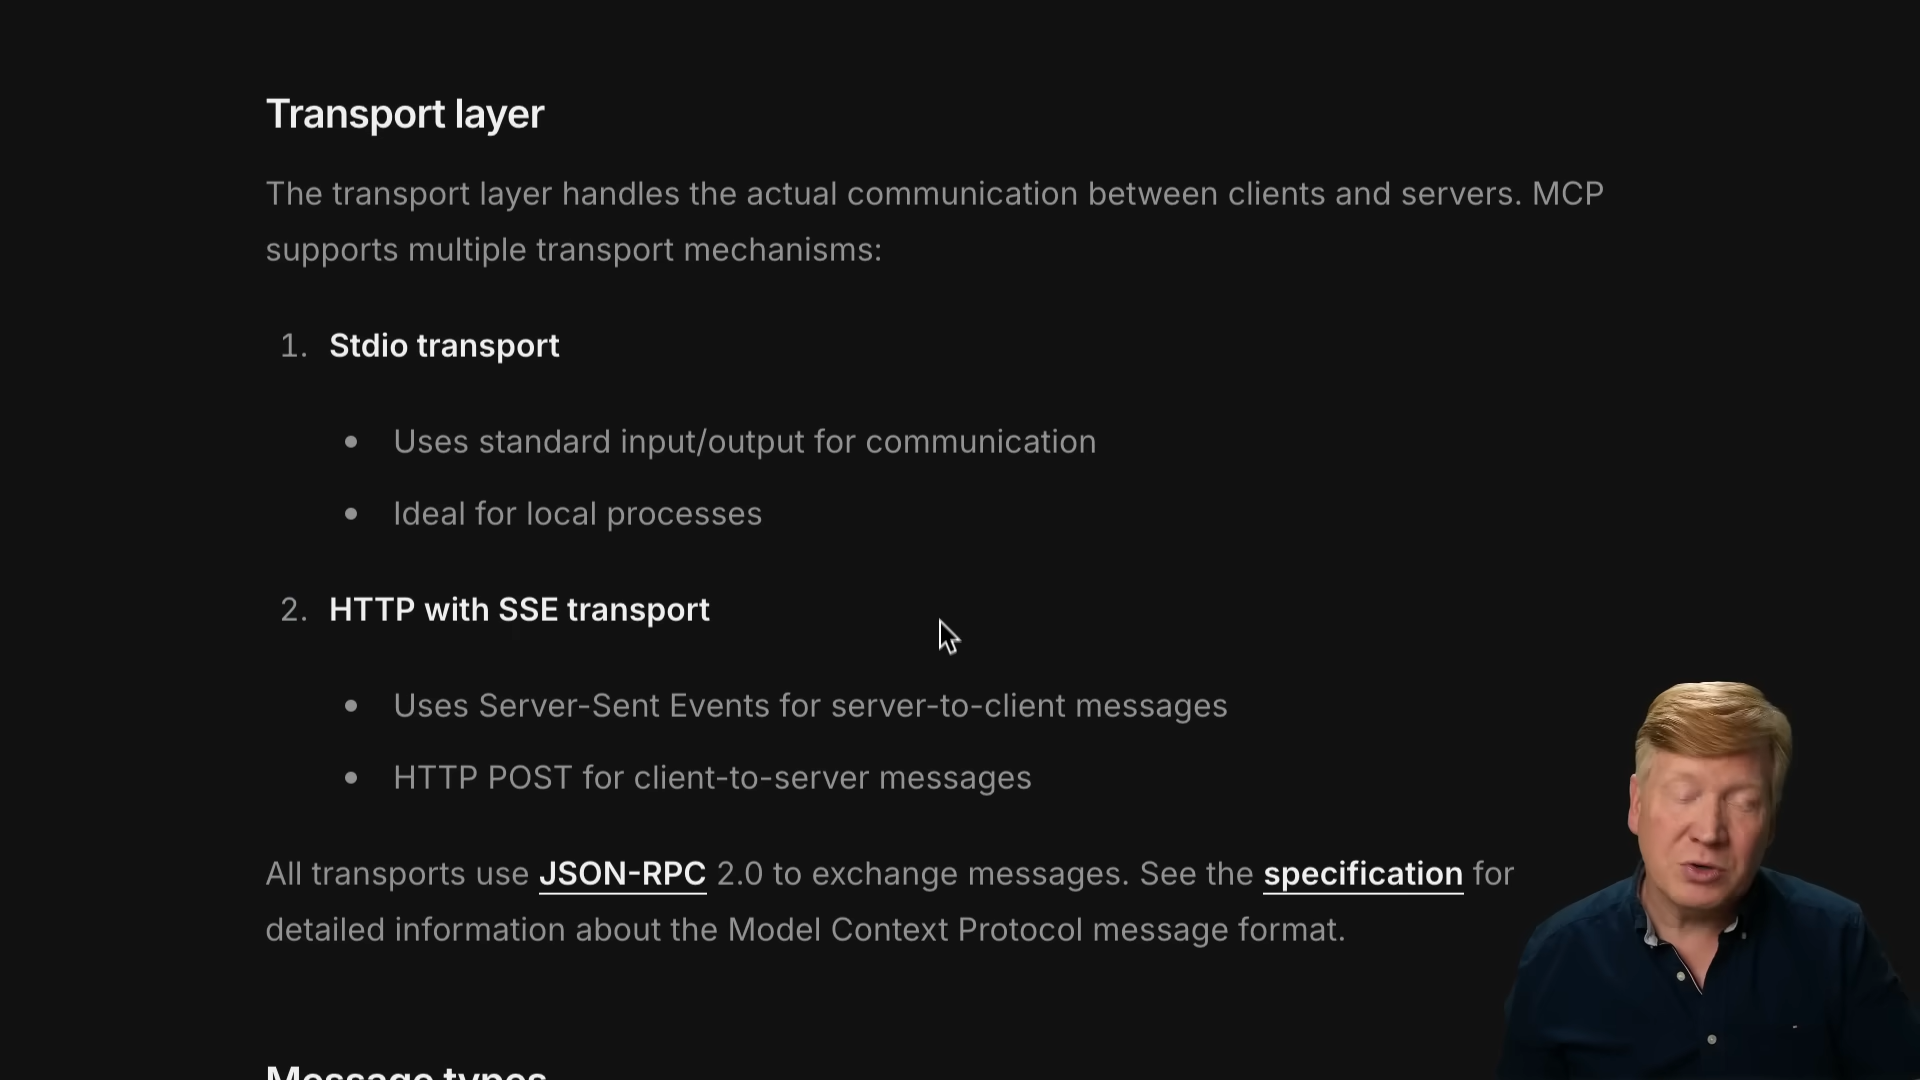 Transport layer
The transport layer handles the actual communication between clients and servers. MCP
supports multiple transport mechanisms:
1. Stdio transport
• Uses standard input/output for communication
• Ideal for local processes
2. HTTP with SSE transport
• Uses Server-Sent Events for server-to-client messages
• HTTP POST for client-to-server messages
All transports use JSON-RPC 2.0 to exchange messages. See the specification for
detailed information about the Model Context Protocol message format.
Message types